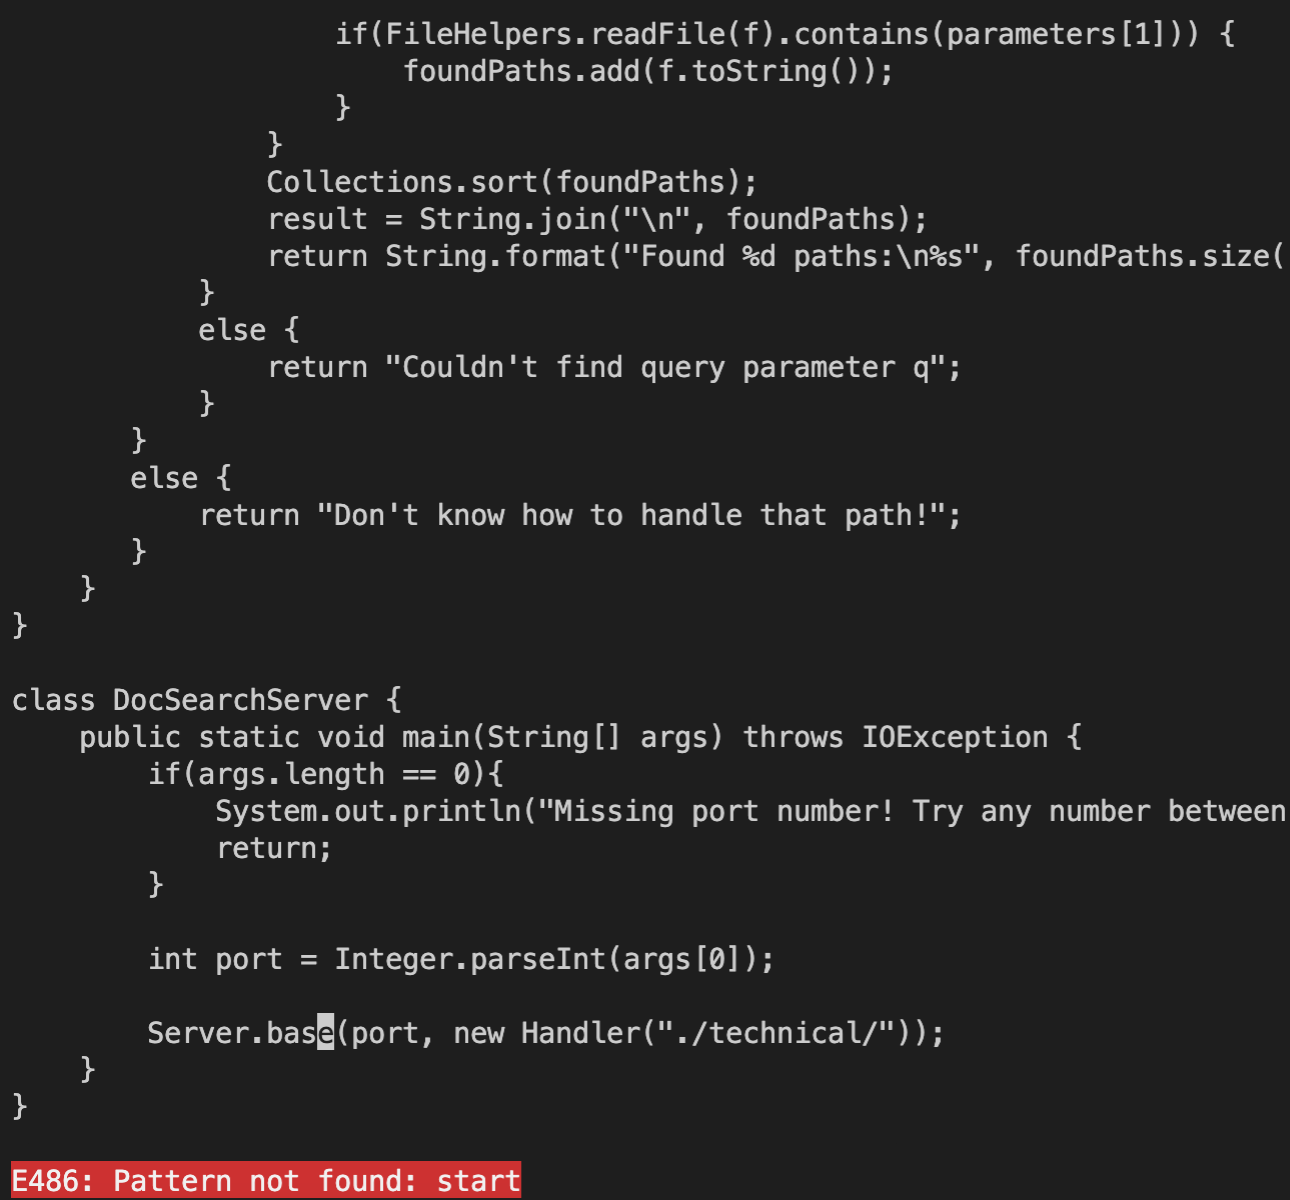 if(FileHelpers.readFile(f).contains(parameters[1])) {
foundPaths.add(f.toString());
}
}
Collections.sort(foundPaths);
result = String.join("\n", foundPaths);
return String.format("Found %d paths:\n%s", foundPaths.size(
}
else {
return "Couldn't find query parameter q";
}
}
else {
return "Don't know how to handle that path!";
}
}
}
class DocSearchServer {
public static void main(String[] args) throws IOException {
if(args.length == 0){
System.out.println("Missing port number! Try any number between
return;
}
int port = Integer.parseInt(args[0]);
Server.base(port, new Handler("./technical/"));
}
}
E486: Pattern not found: start